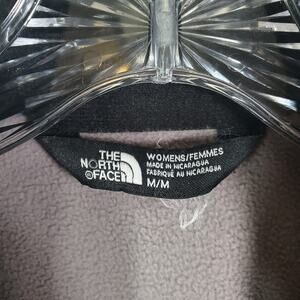 THE
NORTH
FACE
WOMENS/FEMMES
MADE IN NICARAGUA
FABRIQUÉ AU NICARAGUA
M/M